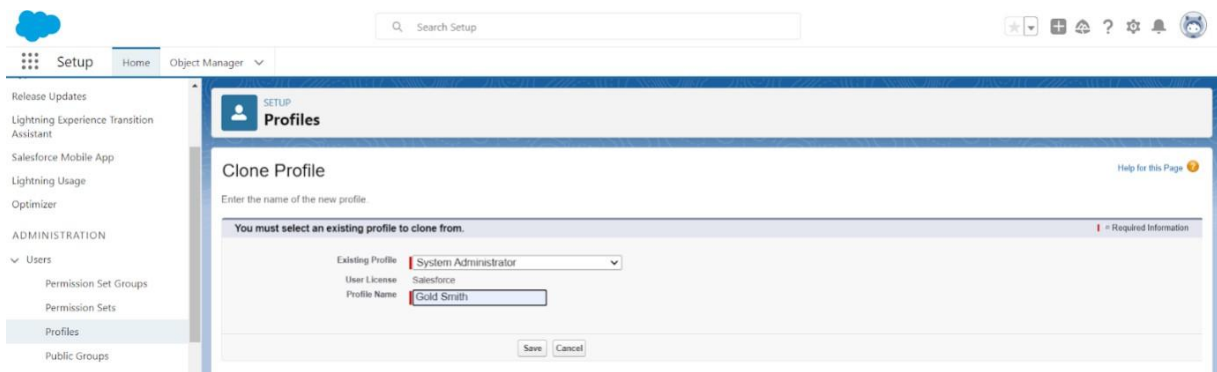 Search Setup
Setup
Home
Object Manager
Release Updates
Lightning Experience Transition
Assistant
Salesforce Mobile App
Lightning Usage
Optimizer
ADMINISTRATION
Users
Permission Set Groups
Permission Sets
Profiles
Public Groups
SETUP
Profiles
Clone Profile
Help for this Page
Enter the name of the new profile.
You must select an existing profile to clone from.
= Required Information
Existing Profile System Administrator
User License Salesforce
Profile Name Gold Smith
Save Cancel